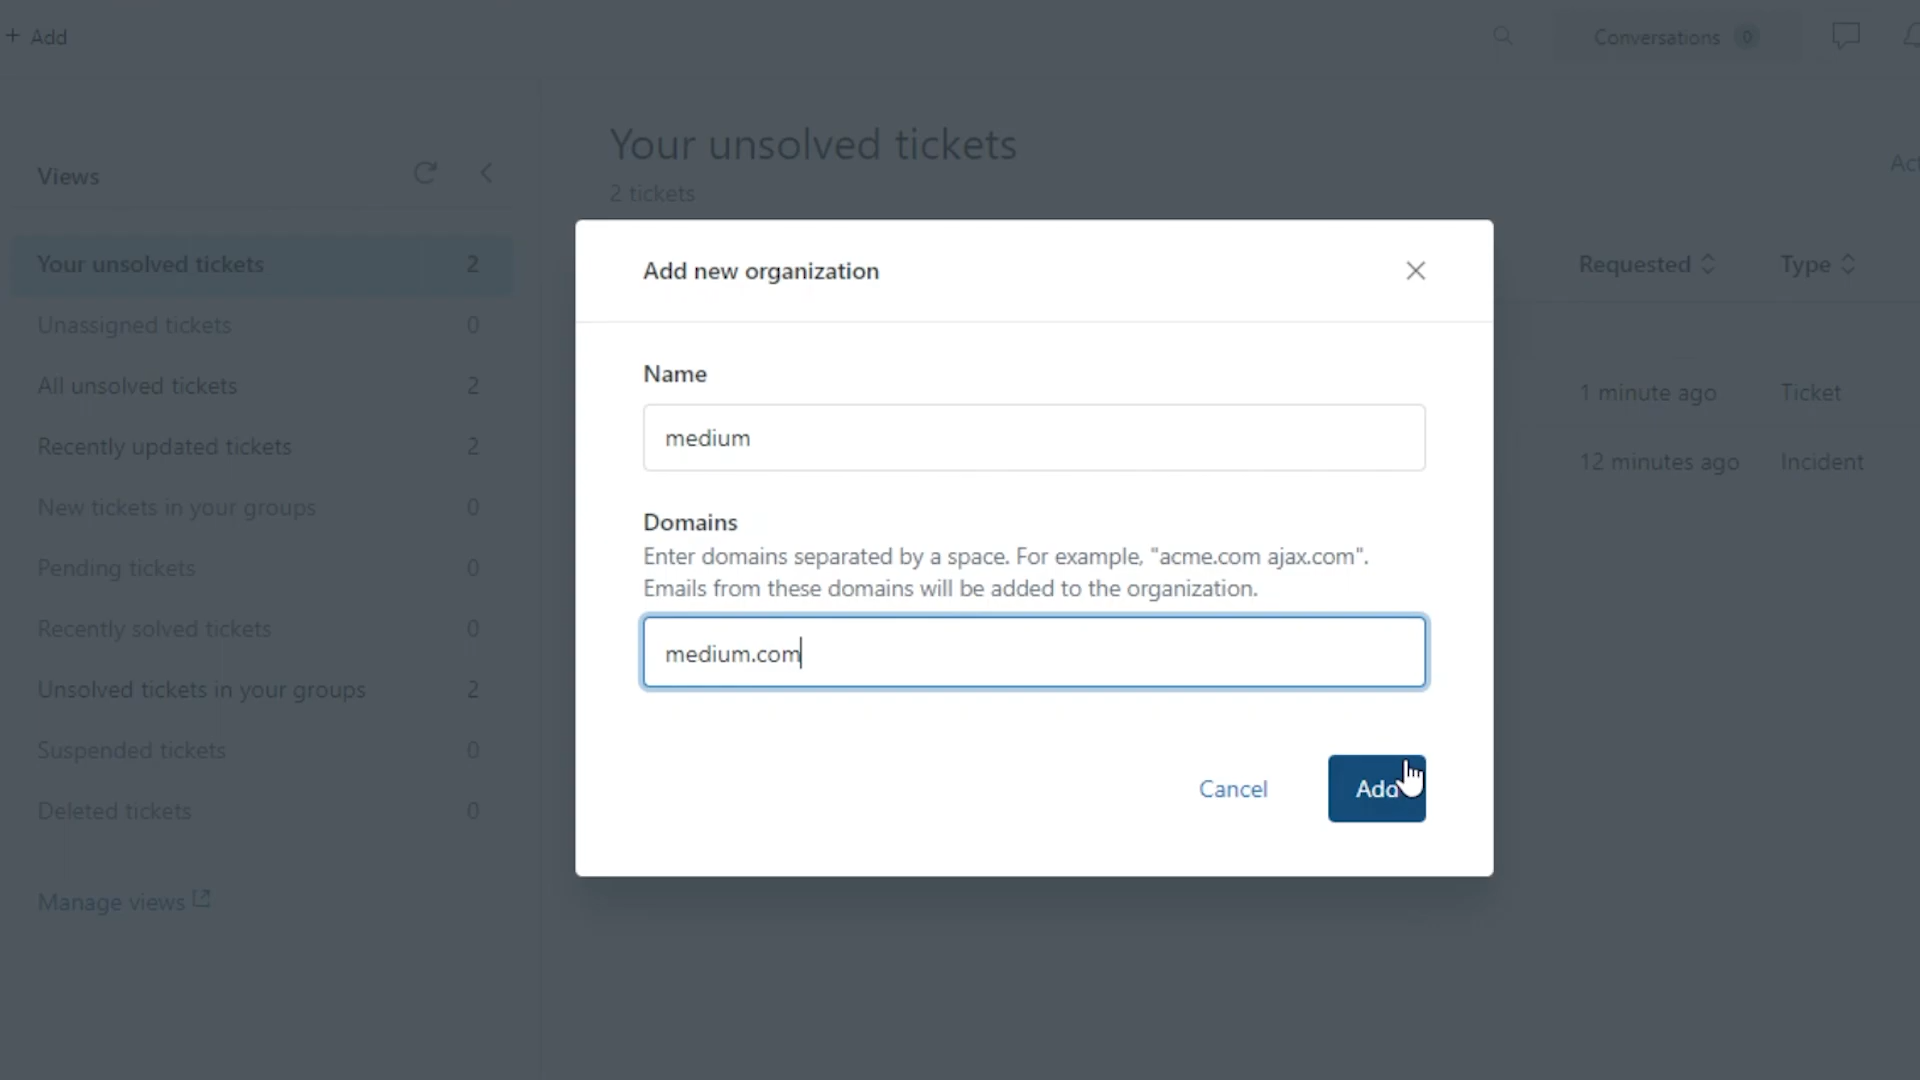 + Add
Conversations 0
Views
Your unsolved tickets 2
Unassigned tickets 0
All unsolved tickets 2
Recently updated tickets 2
New tickets in your groups 0
Pending tickets 0
Recently solved tickets 0
Unsolved tickets in your groups 2
Suspended tickets 0
Deleted tickets 0
Manage views
Your unsolved tickets
2 tickets
Requested Type
1 minute ago Ticket
12 minutes ago Incident
Add new organization
Name
medium
Domains
Enter domains separated by a space. For example, "acme.com ajax.com".
Emails from these domains will be added to the organization.
medium.com
Cancel
Add